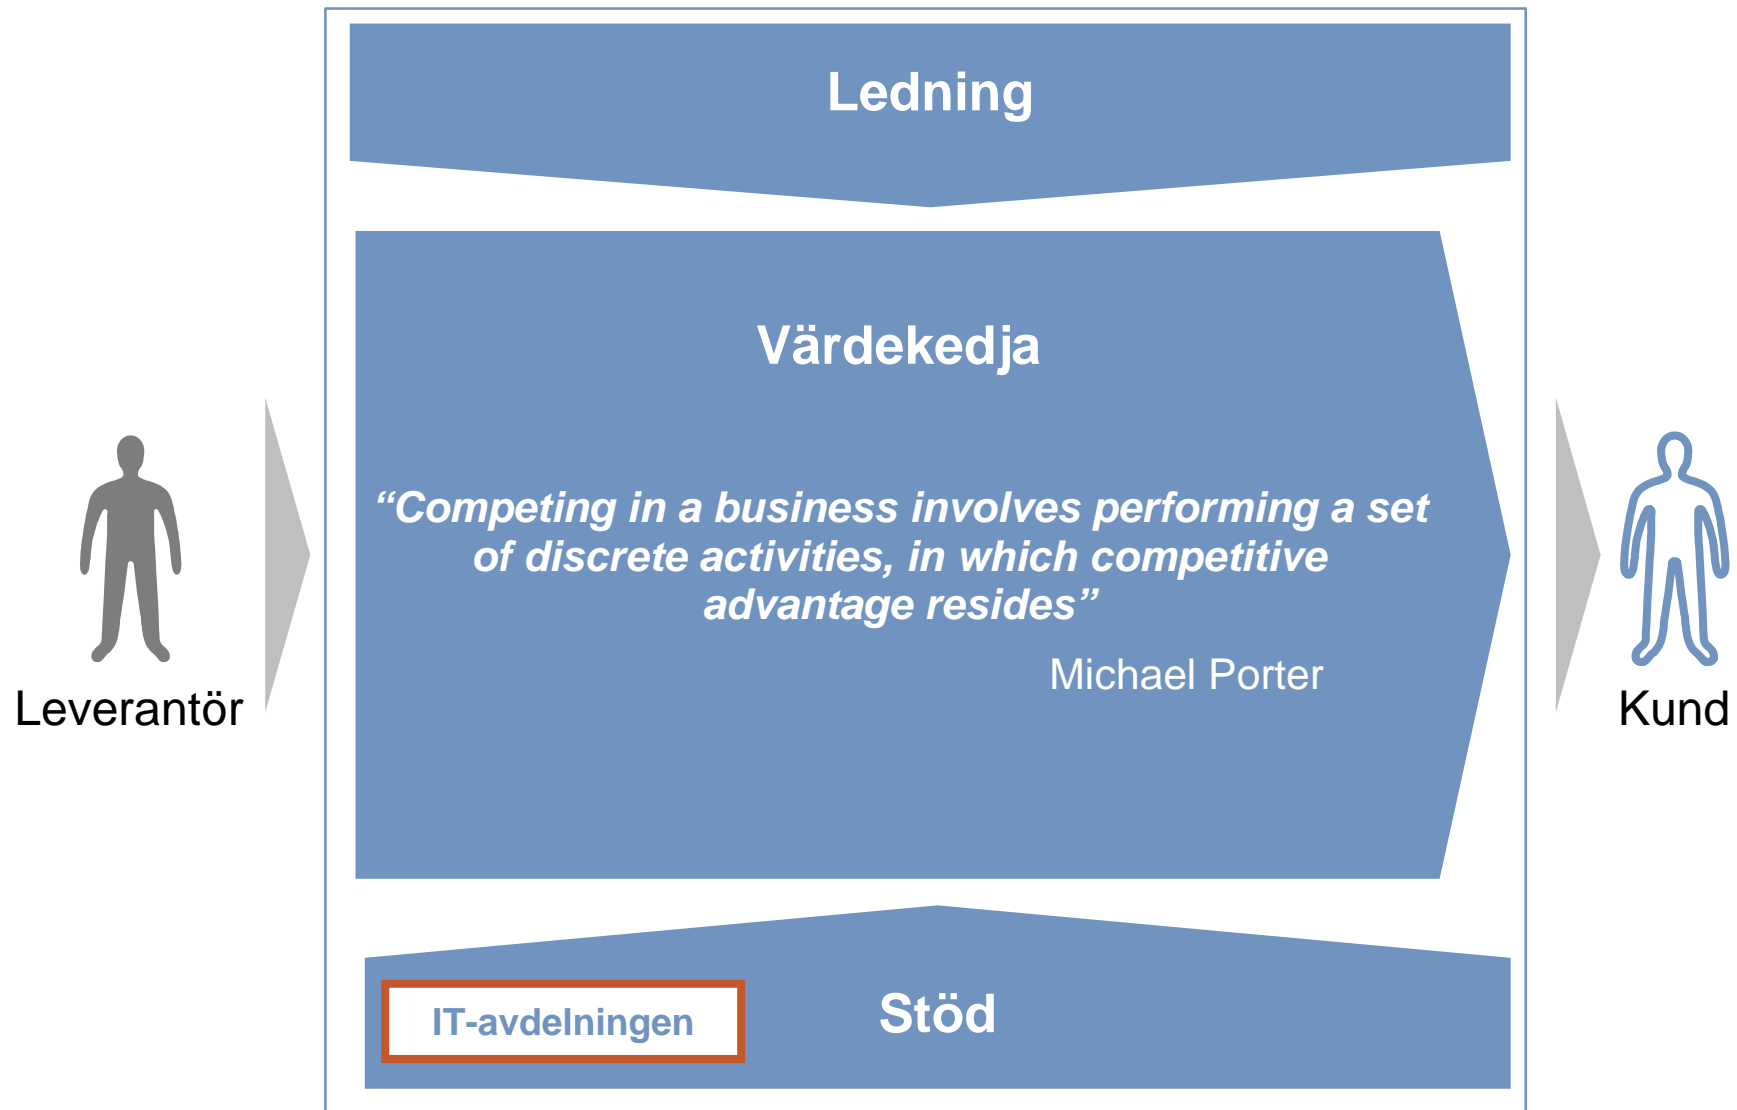 Ledning
Värdekedja
“Competing in a business involves performing a set
of discrete activities, in which competitive
advantage resides”
Michael Porter
Leverantör
Kund
IT-avdelningen
Stöd